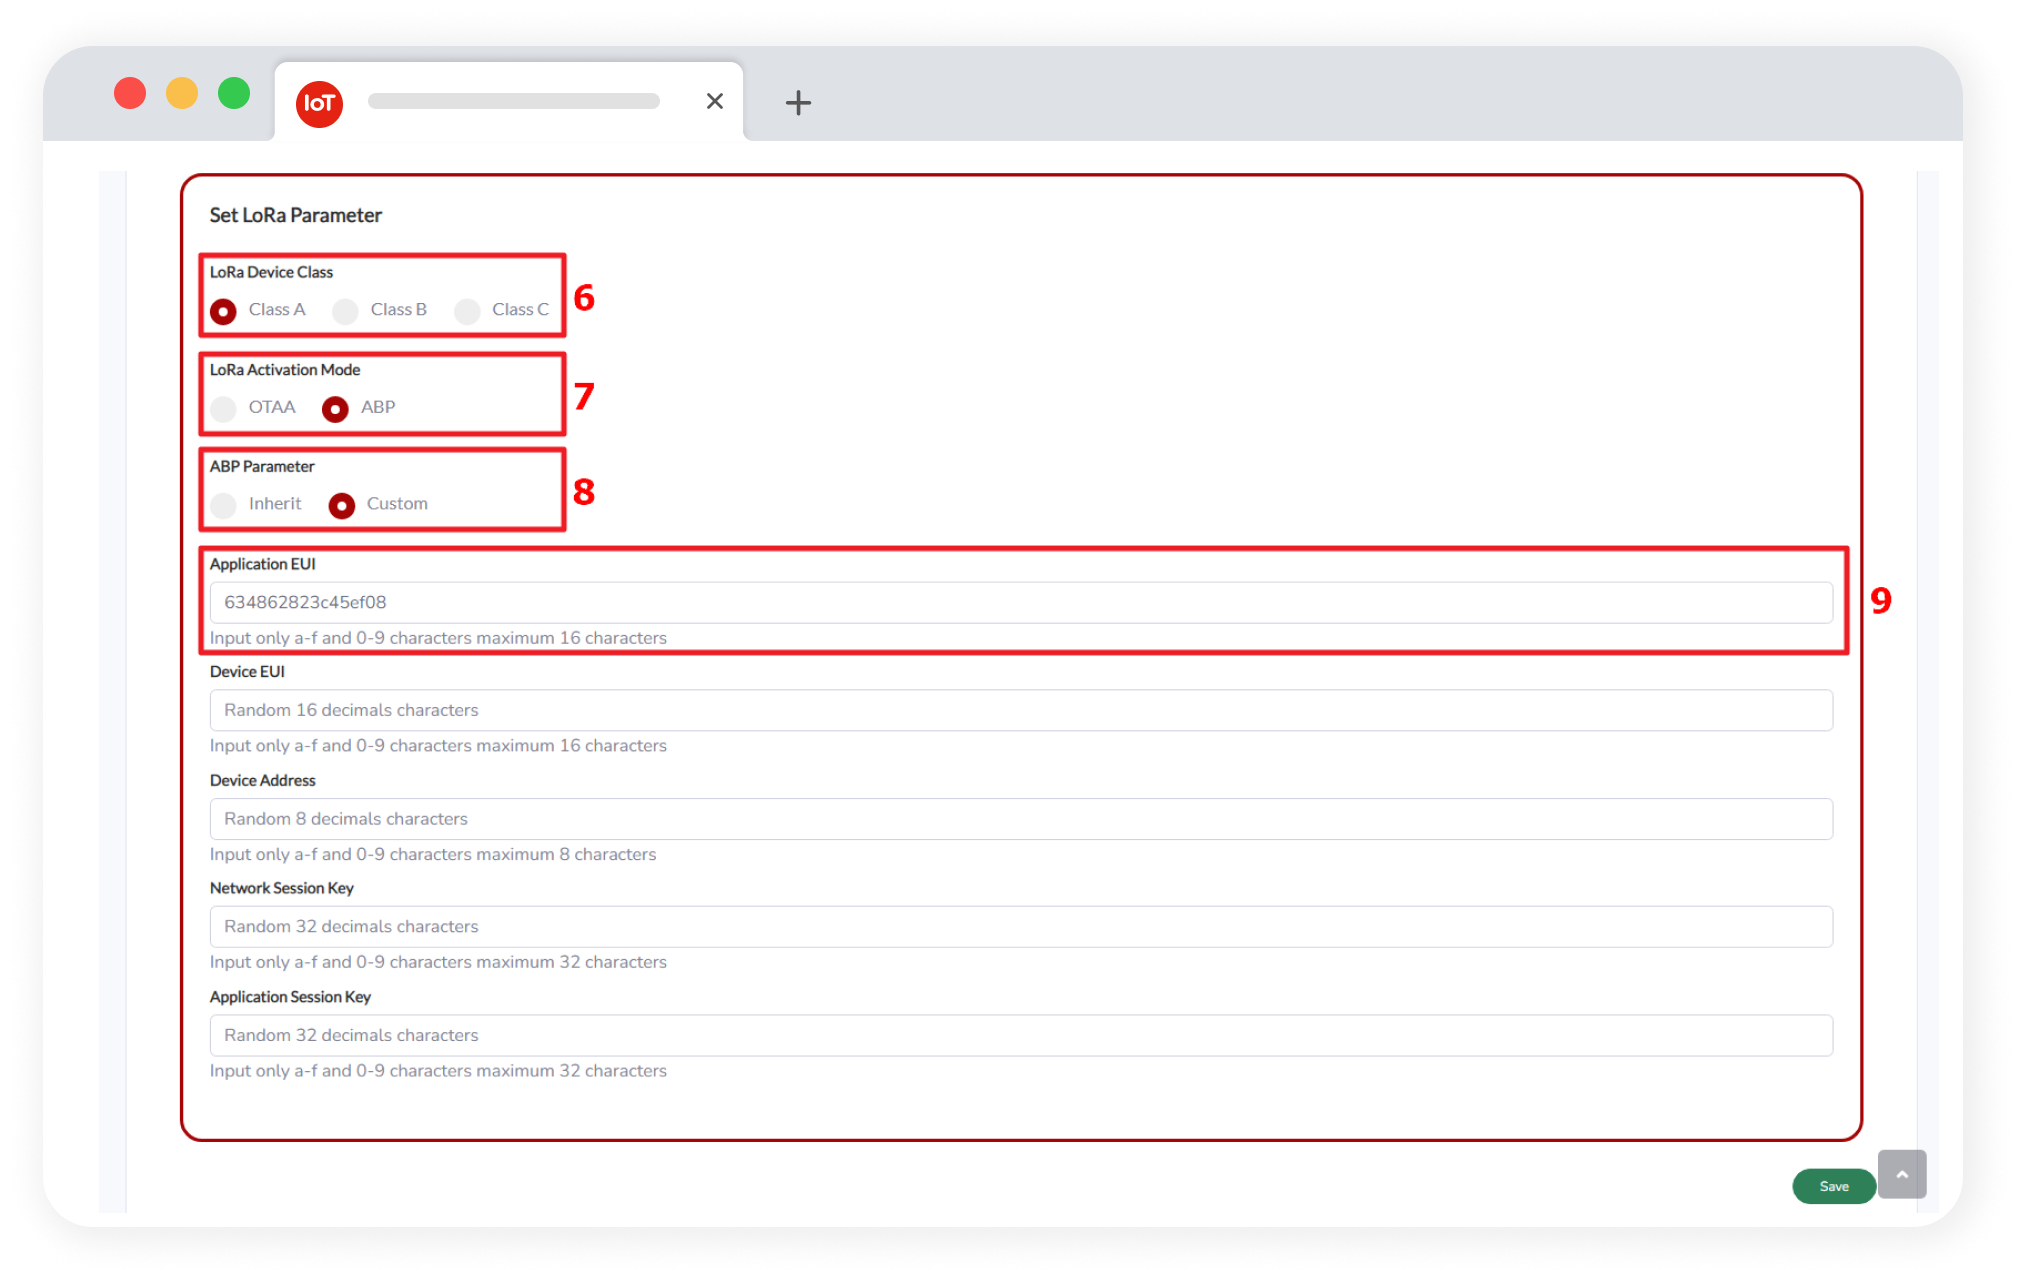 IoT
Set LoRa Parameter
LoRa Device Class
Class A Class B Class C
6
LoRa Activation Mode
OTAA ABP
7
ABP Parameter
Inherit Custom
8
Application EUI
634862823c45ef08
9
Input only a-f and 0-9 characters maximum 16 characters
Device EUI
Random 16 decimals characters
Input only a-f and 0-9 characters maximum 16 characters
Device Address
Random 8 decimals characters
Input only a-f and 0-9 characters maximum 8 characters
Network Session Key
Random 32 decimals characters
Input only a-f and 0-9 characters maximum 32 characters
Application Session Key
Random 32 decimals characters
Input only a-f and 0-9 characters maximum 32 characters
Save